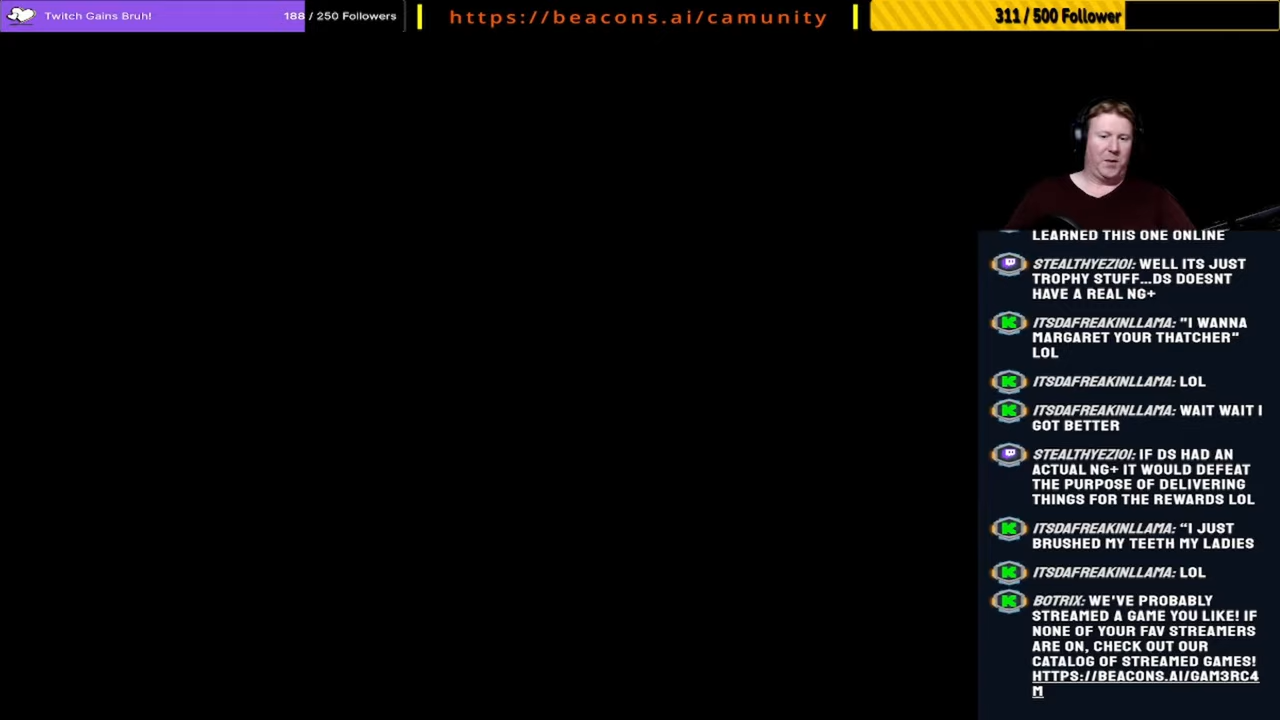 Twitch Gains Bruh!
188 / 250 Followers
https://beacons.ai/camunity
311 / 500 Follower
LEARNED THIS ONE ONLINE
STEALTHYEZIO1: WELL ITS JUST
TROPHY STUFF...DS DOESNT
HAVE A REAL NG+
ITSDAFREAKINLLAMA: "I WANNA
MARGARET YOUR THATCHER"
LOL
ITSDAFREAKINLLAMA: LOL
ITSDAFREAKINLLAMA: WAIT WAIT I
GOT BETTER
STEALTHYEZIO1: IF DS HAD AN
ACTUAL NG+ IT WOULD DEFEAT
THE PURPOSE OF DELIVERING
THINGS FOR THE REWARDS LOL
ITSDAFREAKINLLAMA: "I JUST
BRUSHED MY TEETH MY LADIES
ITSDAFREAKINLLAMA: LOL
BOTRIX: WE'VE PROBABLY
STREAMED A GAME YOU LIKE! IF
NONE OF YOUR FAV STREAMERS
ARE ON, CHECK OUT OUR
CATALOG OF STREAMED GAMES!
HTTPS://BEACONS.AI/GAM3RC4
M